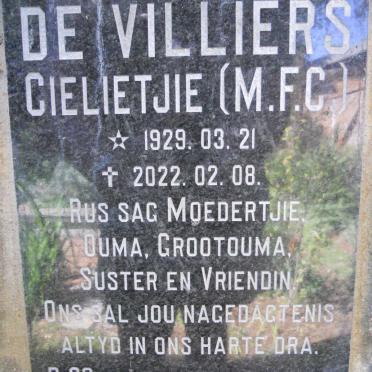 DE VILLIERS
CIELIETJIE (M.F.C.)
☆ 1929. 03. 21
✝ 2022. 02. 08.
RUS SAG MOEDERTJIE,
OUMA, GROOTOUMA,
SUSTER EN VRIENDIN.
ONS SAL JOU NAGEDAGTENIS
ALTYD IN ONS HARTE DRA.